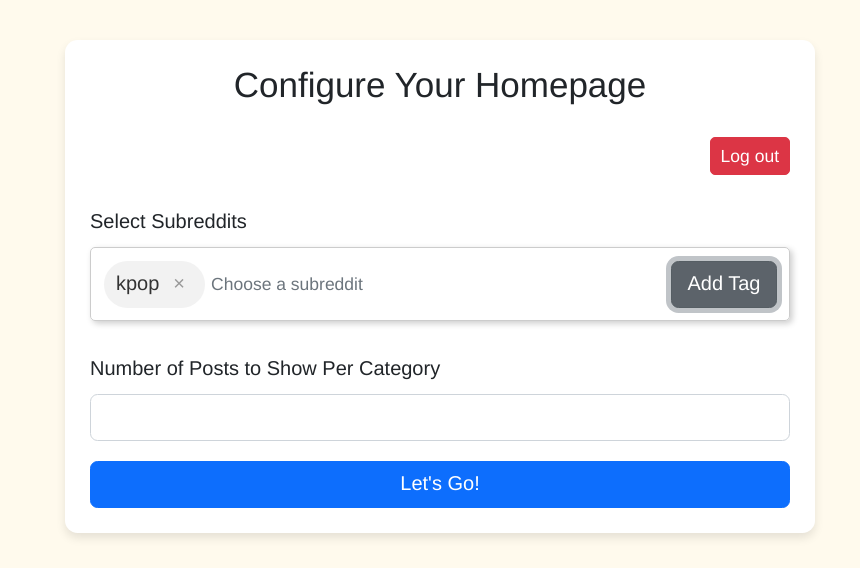 Configure Your Homepage
Log out
Select Subreddits
kpop × Choose a subreddit Add Tag
Number of Posts to Show Per Category
Let's Go!